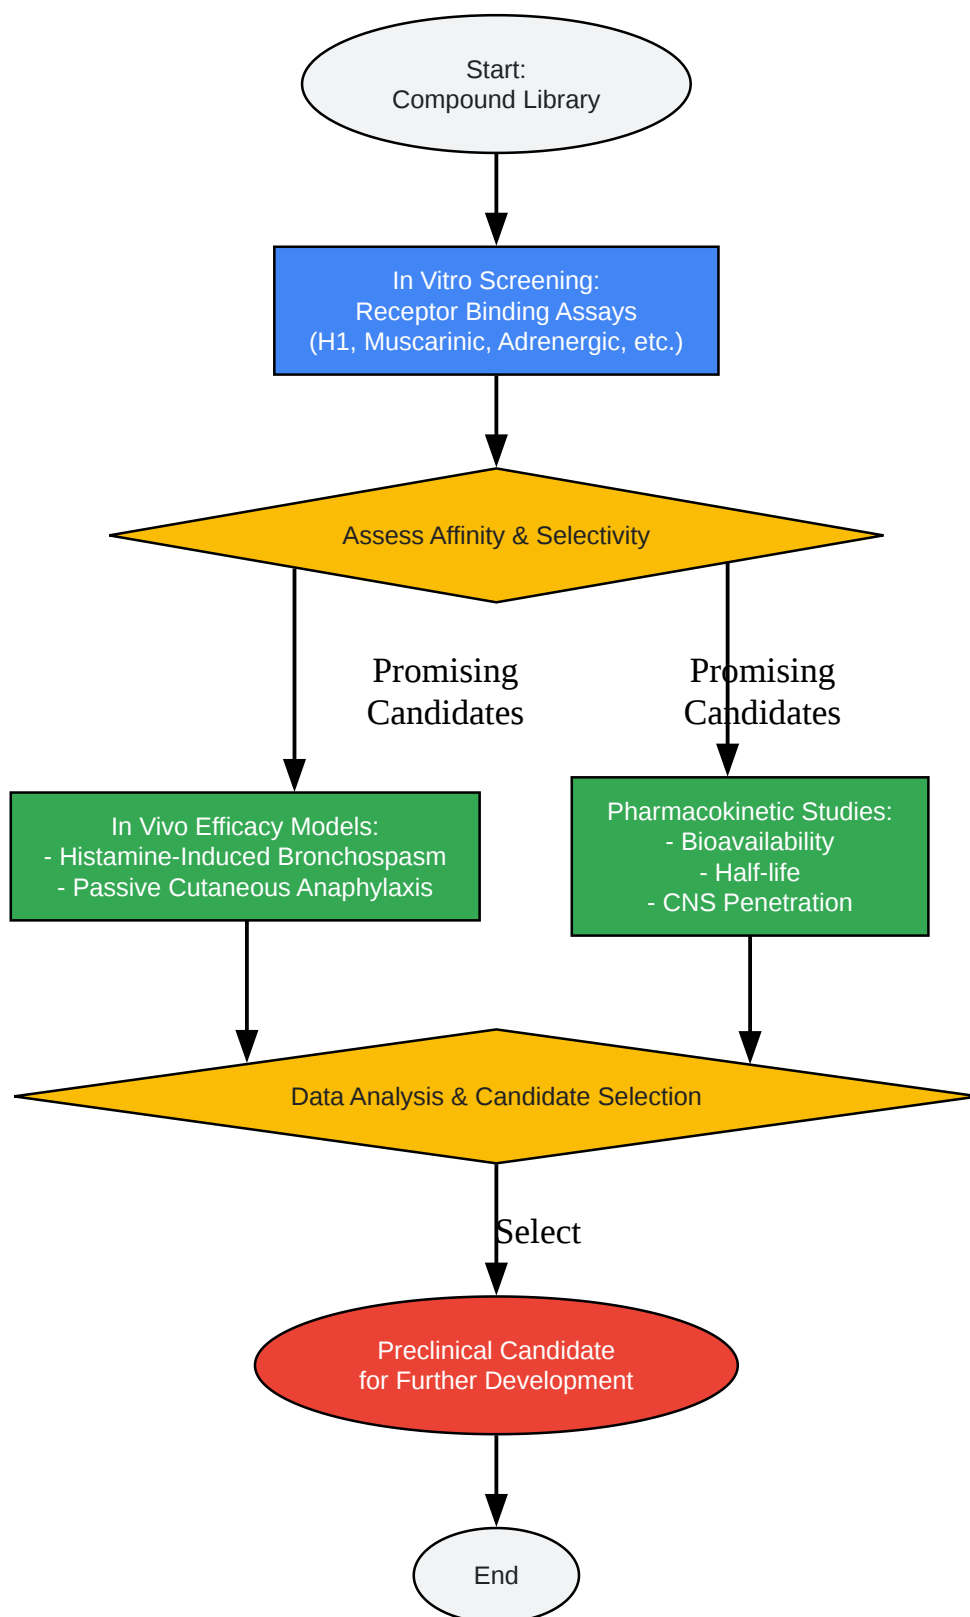 Start:
Compound Library
In Vitro Screening:
Receptor Binding Assays
(H1, Muscarinic, Adrenergic, etc.)
Assess Affinity & Selectivity
Promising
Candidates
Promising
Candidates
In Vivo Efficacy Models:
- Histamine-Induced Bronchospasm
- Passive Cutaneous Anaphylaxis
Pharmacokinetic Studies:
- Bioavailability
- Half-life
- CNS Penetration
Data Analysis & Candidate Selection
Select
Preclinical Candidate
for Further Development
End